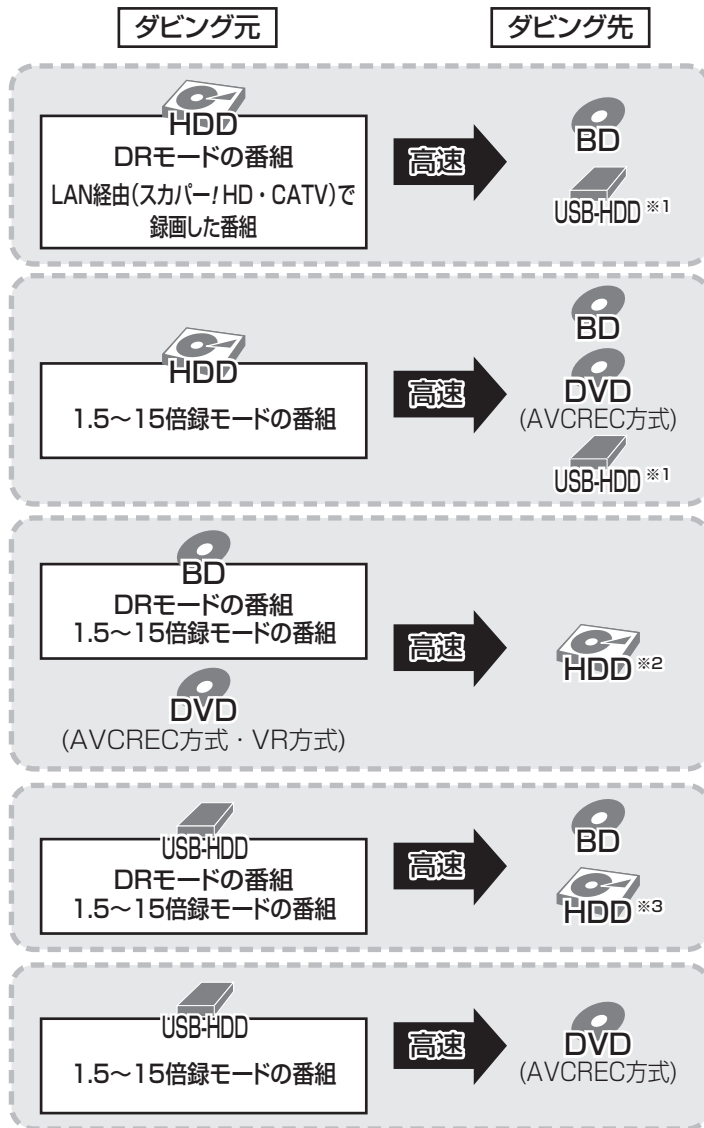 ダビング元
ダビング先
HDD
DRモードの番組
LAN経由(スカパー!HD・CATV)で
録画した番組
高速
BD
USB-HDD ※1
HDD
1.5〜15倍録モードの番組
高速
BD
DVD
(AVCREC方式)
USB-HDD ※1
BD
DRモードの番組
1.5〜15倍録モードの番組
DVD
(AVCREC方式・VR方式)
高速
HDD※2
USB-HDD
DRモードの番組
1.5〜15倍録モードの番組
高速
BD
HDD※3
USB-HDD
1.5〜15倍録モードの番組
高速
DVD
(AVCREC方式)